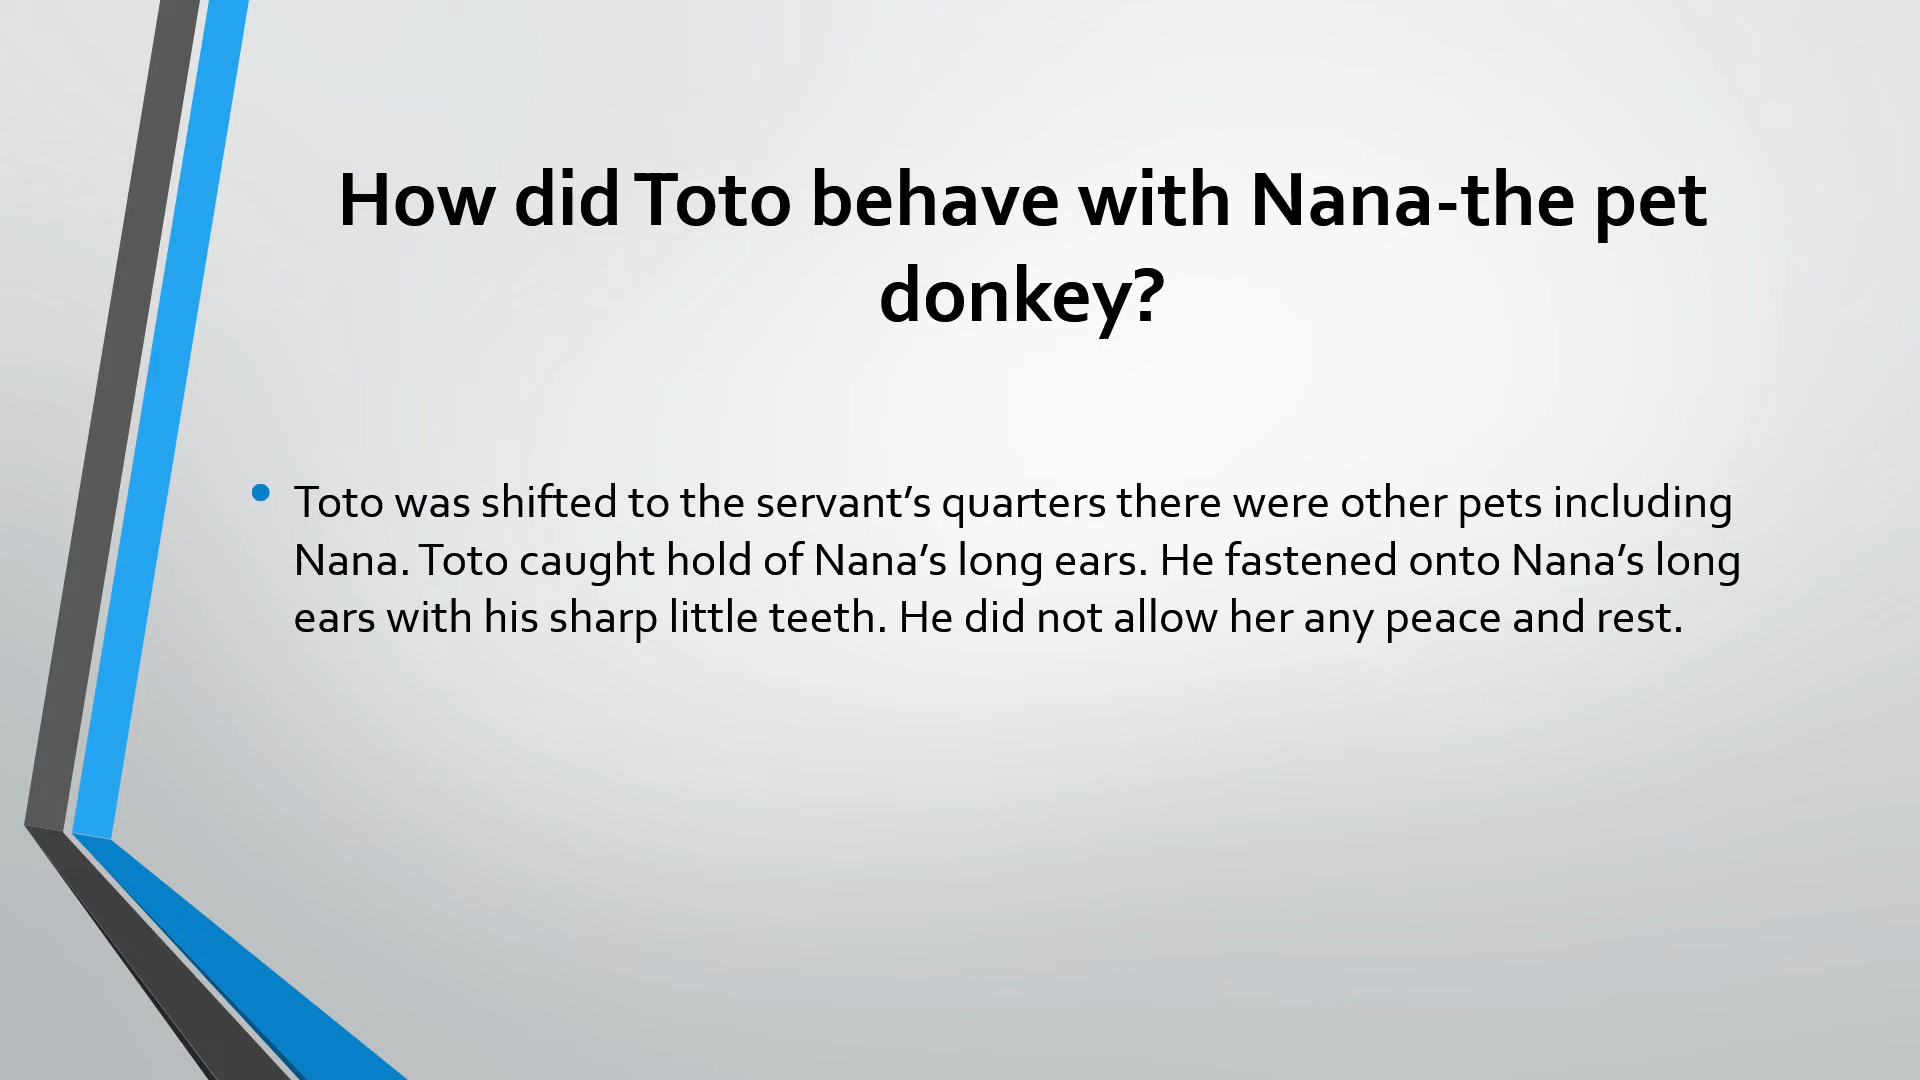 How did Toto behave with Nana-the pet
donkey?
• Toto was shifted to the servant’s quarters there were other pets including
Nana. Toto caught hold of Nana’s long ears. He fastened onto Nana’s long
ears with his sharp little teeth. He did not allow her any peace and rest.